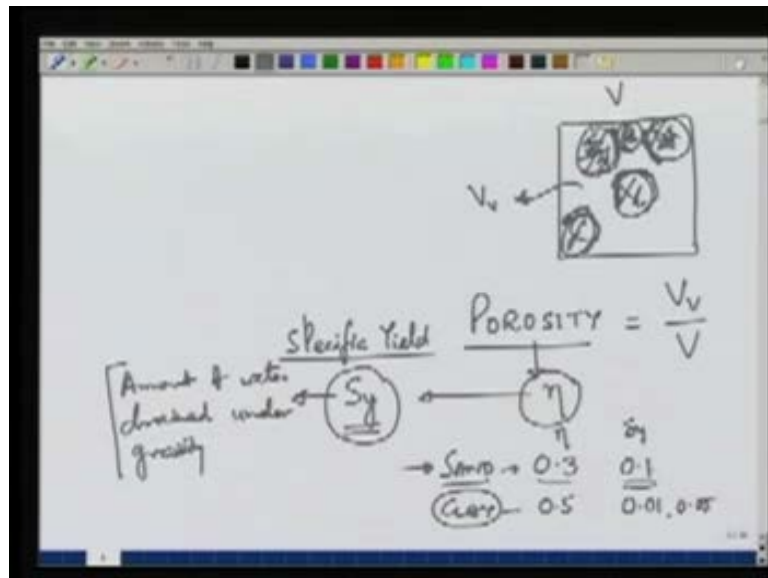 V
Vv
POROSITY = Vv
V
Specific Yield
Amount of water
drained under
gravity
Sy
η
η Sy
SAND 0.3 0.1
CLAY 0.5 0.01, 0.05